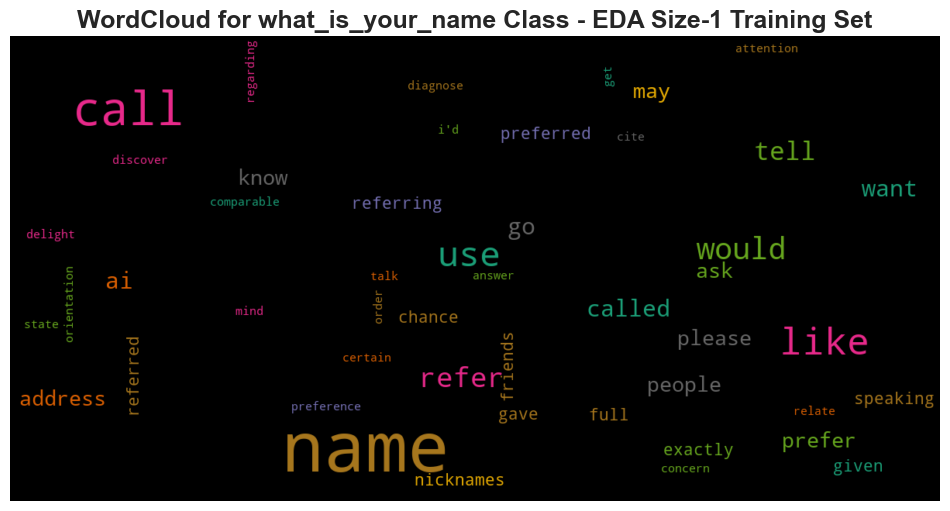 WordCloud for what_is_your_name Class - EDA Size-1 Training Set
regarding
attention
get
diagnose
may
call
i'd
preferred
cite
tell
discover
know
want
comparable
referring
go
delight
would
use
ask
ai
talk
answer
orientation
order
called
mind
chance
state
please
like
certain
friends
referred
refer
people
address
speaking
preference
relate
gave
full
name
prefer
exactly
given
concern
nicknames